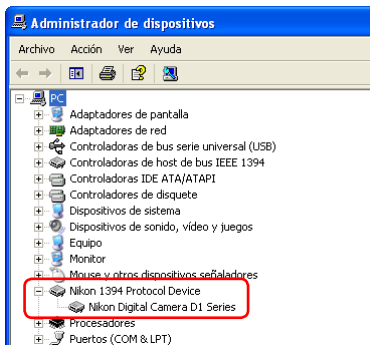 Administrador de dispositivos
Archivo Acción Ver Ayuda
PC
Adaptadores de pantalla
Adaptadores de red
Controladoras de bus serie universal (USB)
Controladoras de host de bus IEEE 1394
Controladoras IDE ATA/ATAPI
Controladores de disquete
Dispositivos de sistema
Dispositivos de sonido, vídeo y juegos
Equipo
Monitor
Mouse y otros dispositivos señaladores
Nikon 1394 Protocol Device
Nikon Digital Camera D1 Series
Procesadores
Puertos (COM & LPT)